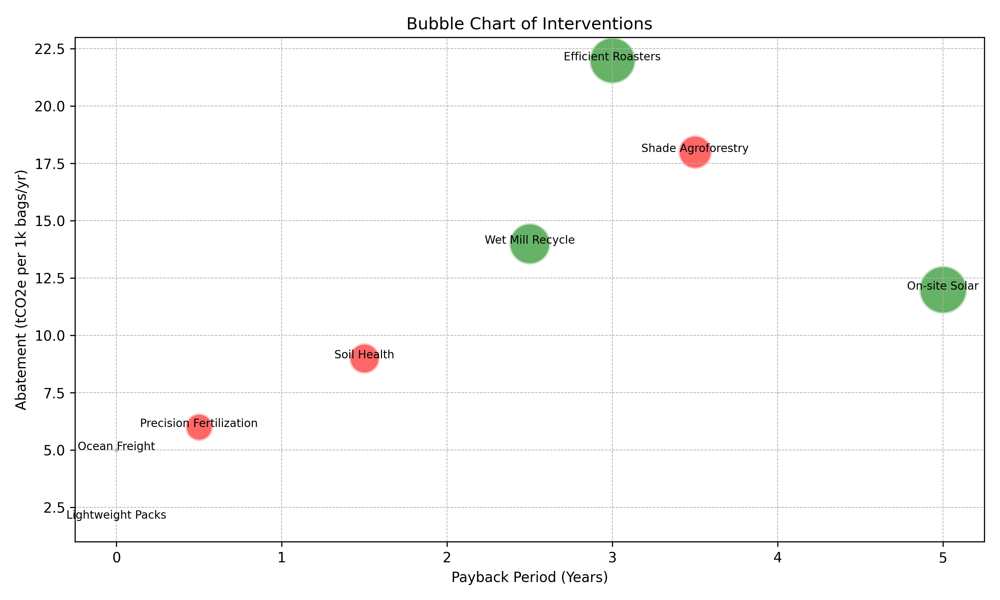 Bubble Chart of Interventions
22.5
Efficient Roasters
20.0
Shade Agroforestry
17.5
15.0
Wet Mill Recycle
12.5
On-site Solar
10.0
Soil Health
7.5
Precision Fertilization
Ocean Freight
5.0
2.5
Lightweight Packs
Abatement (tCO2e per 1k bags/yr)
0 1 2 3 4 5
Payback Period (Years)